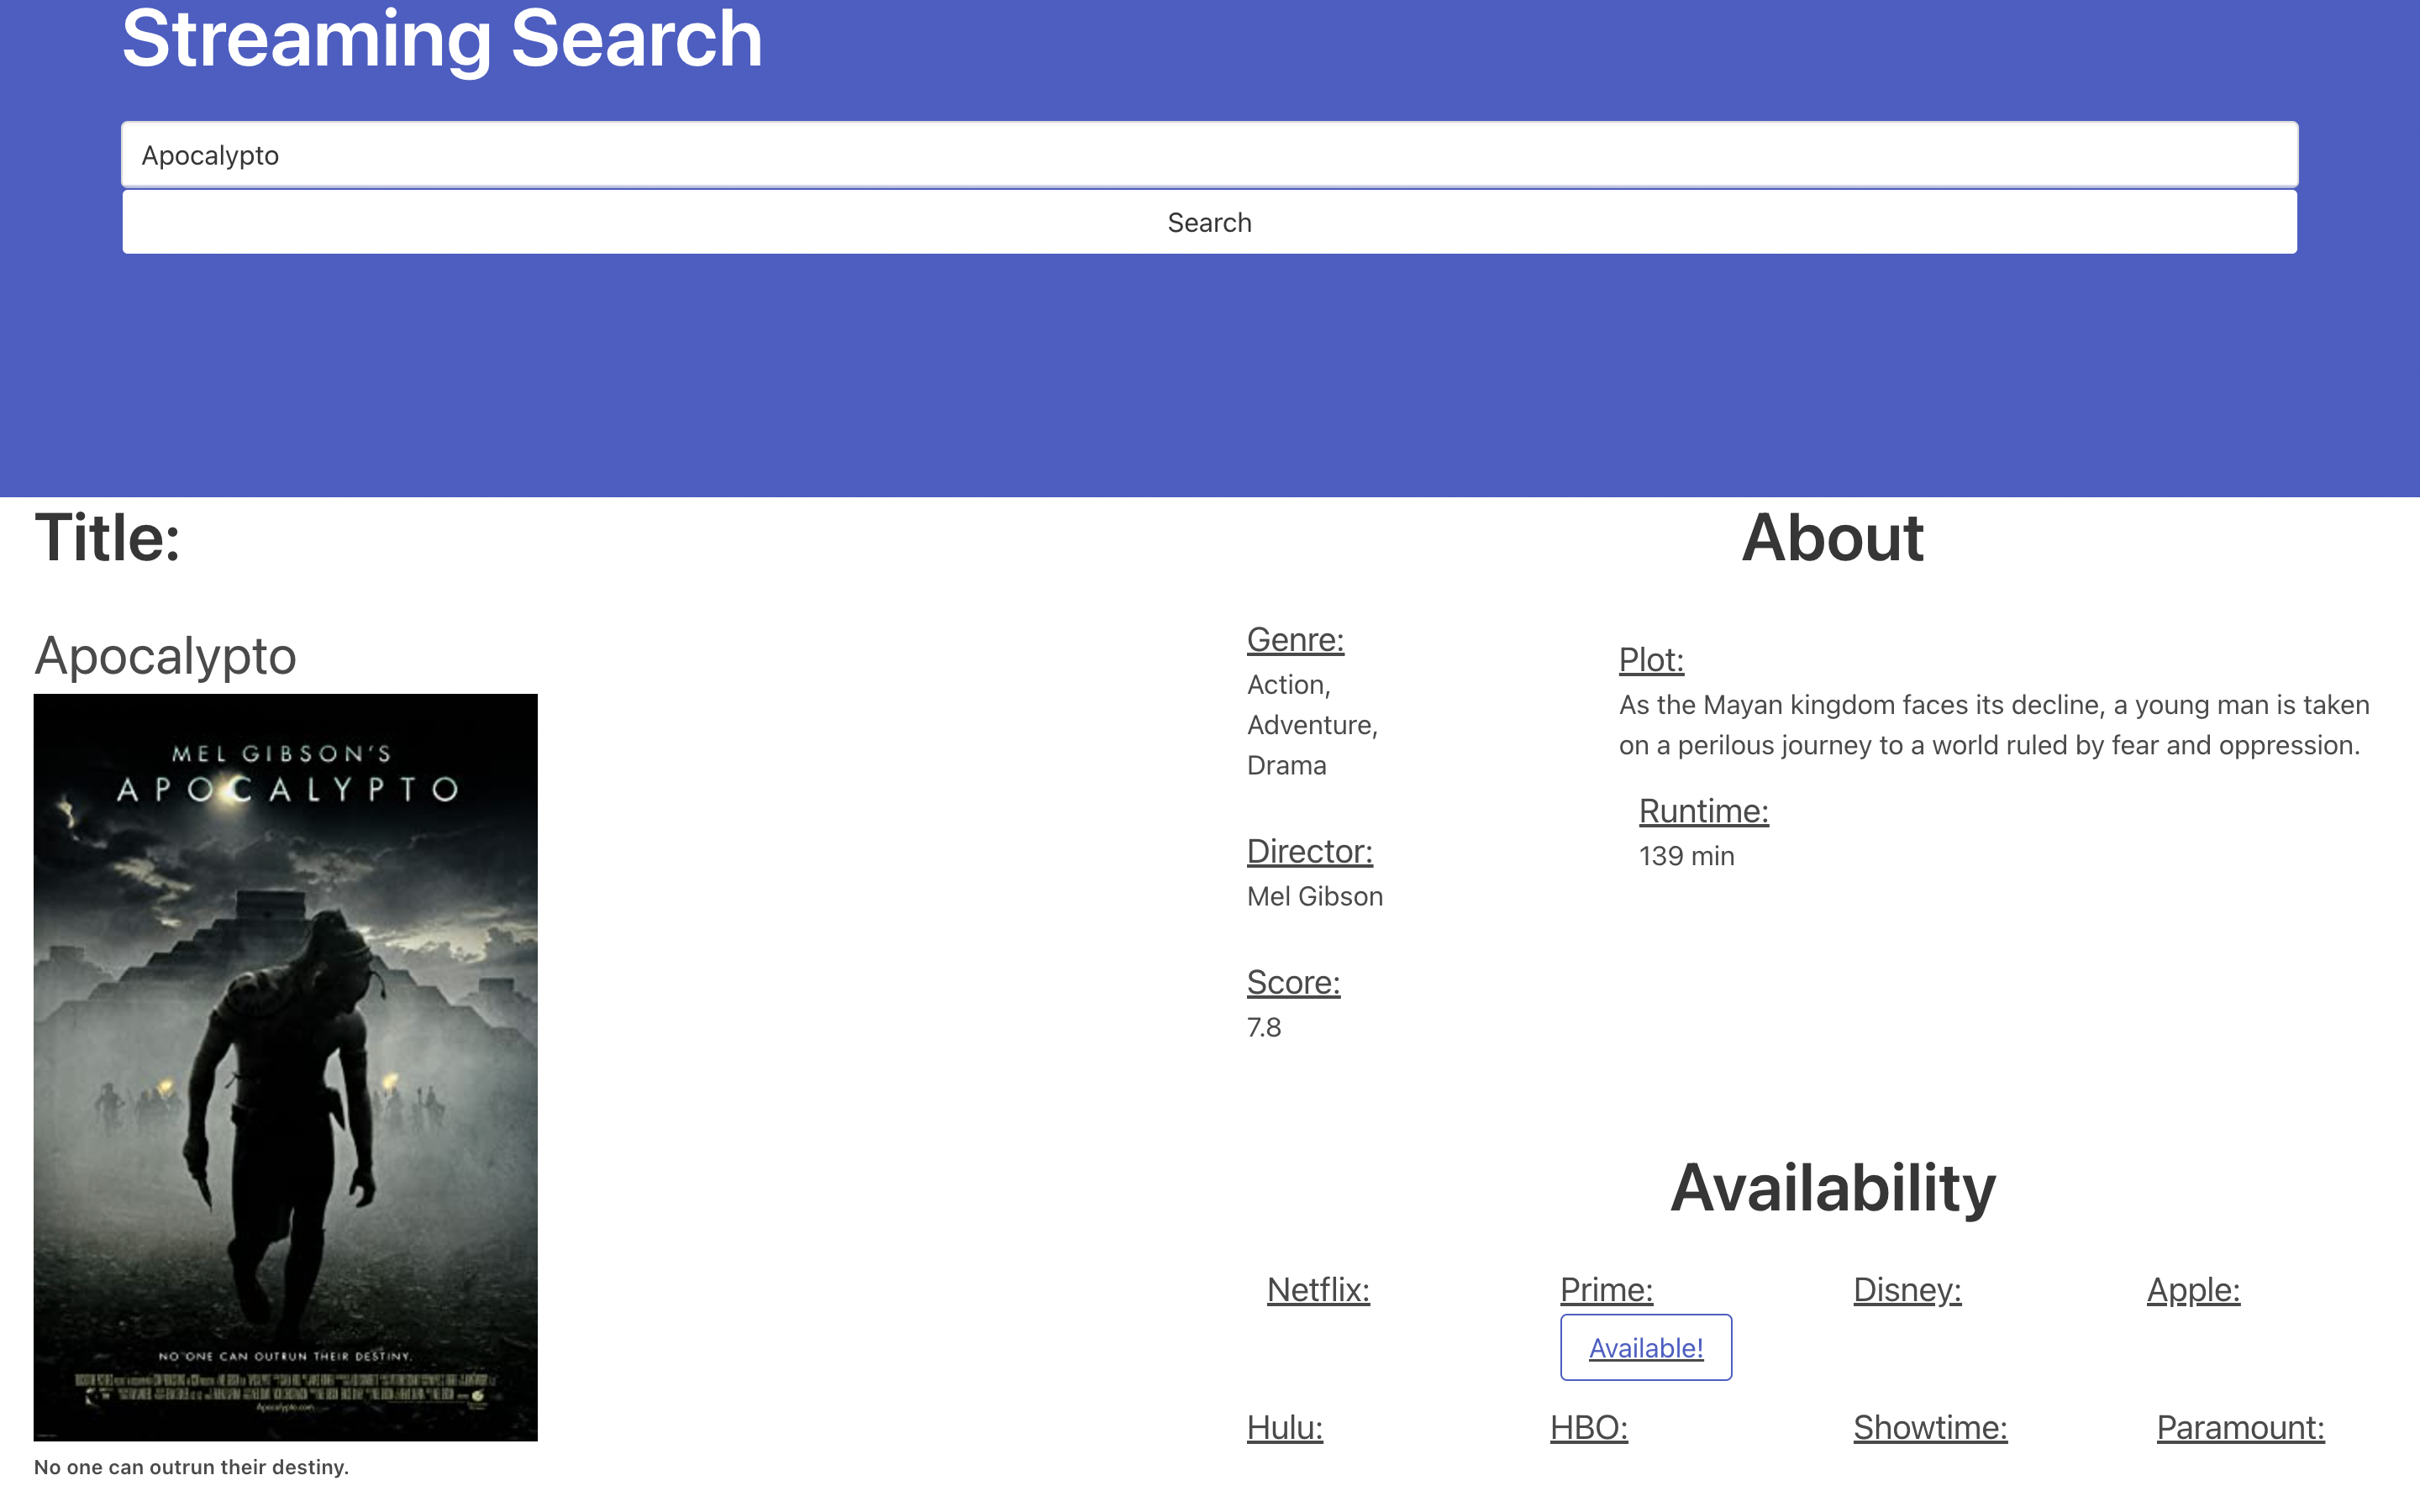 Streaming Search
Apocalypto
Search
Title:
Apocalypto
MEL GIBSON'S
APOCALYPTO
NO ONE CAN OUTRUN THEIR DESTINY.
Apocalypto.com
No one can outrun their destiny.
About
Genre:
Action,
Adventure,
Drama
Director:
Mel Gibson
Score:
7.8
Plot:
As the Mayan kingdom faces its decline, a young man is taken
on a perilous journey to a world ruled by fear and oppression.
Runtime:
139 min
Availability
Netflix:
Prime:
Available!
Disney:
Apple:
Hulu:
HBO:
Showtime:
Paramount: